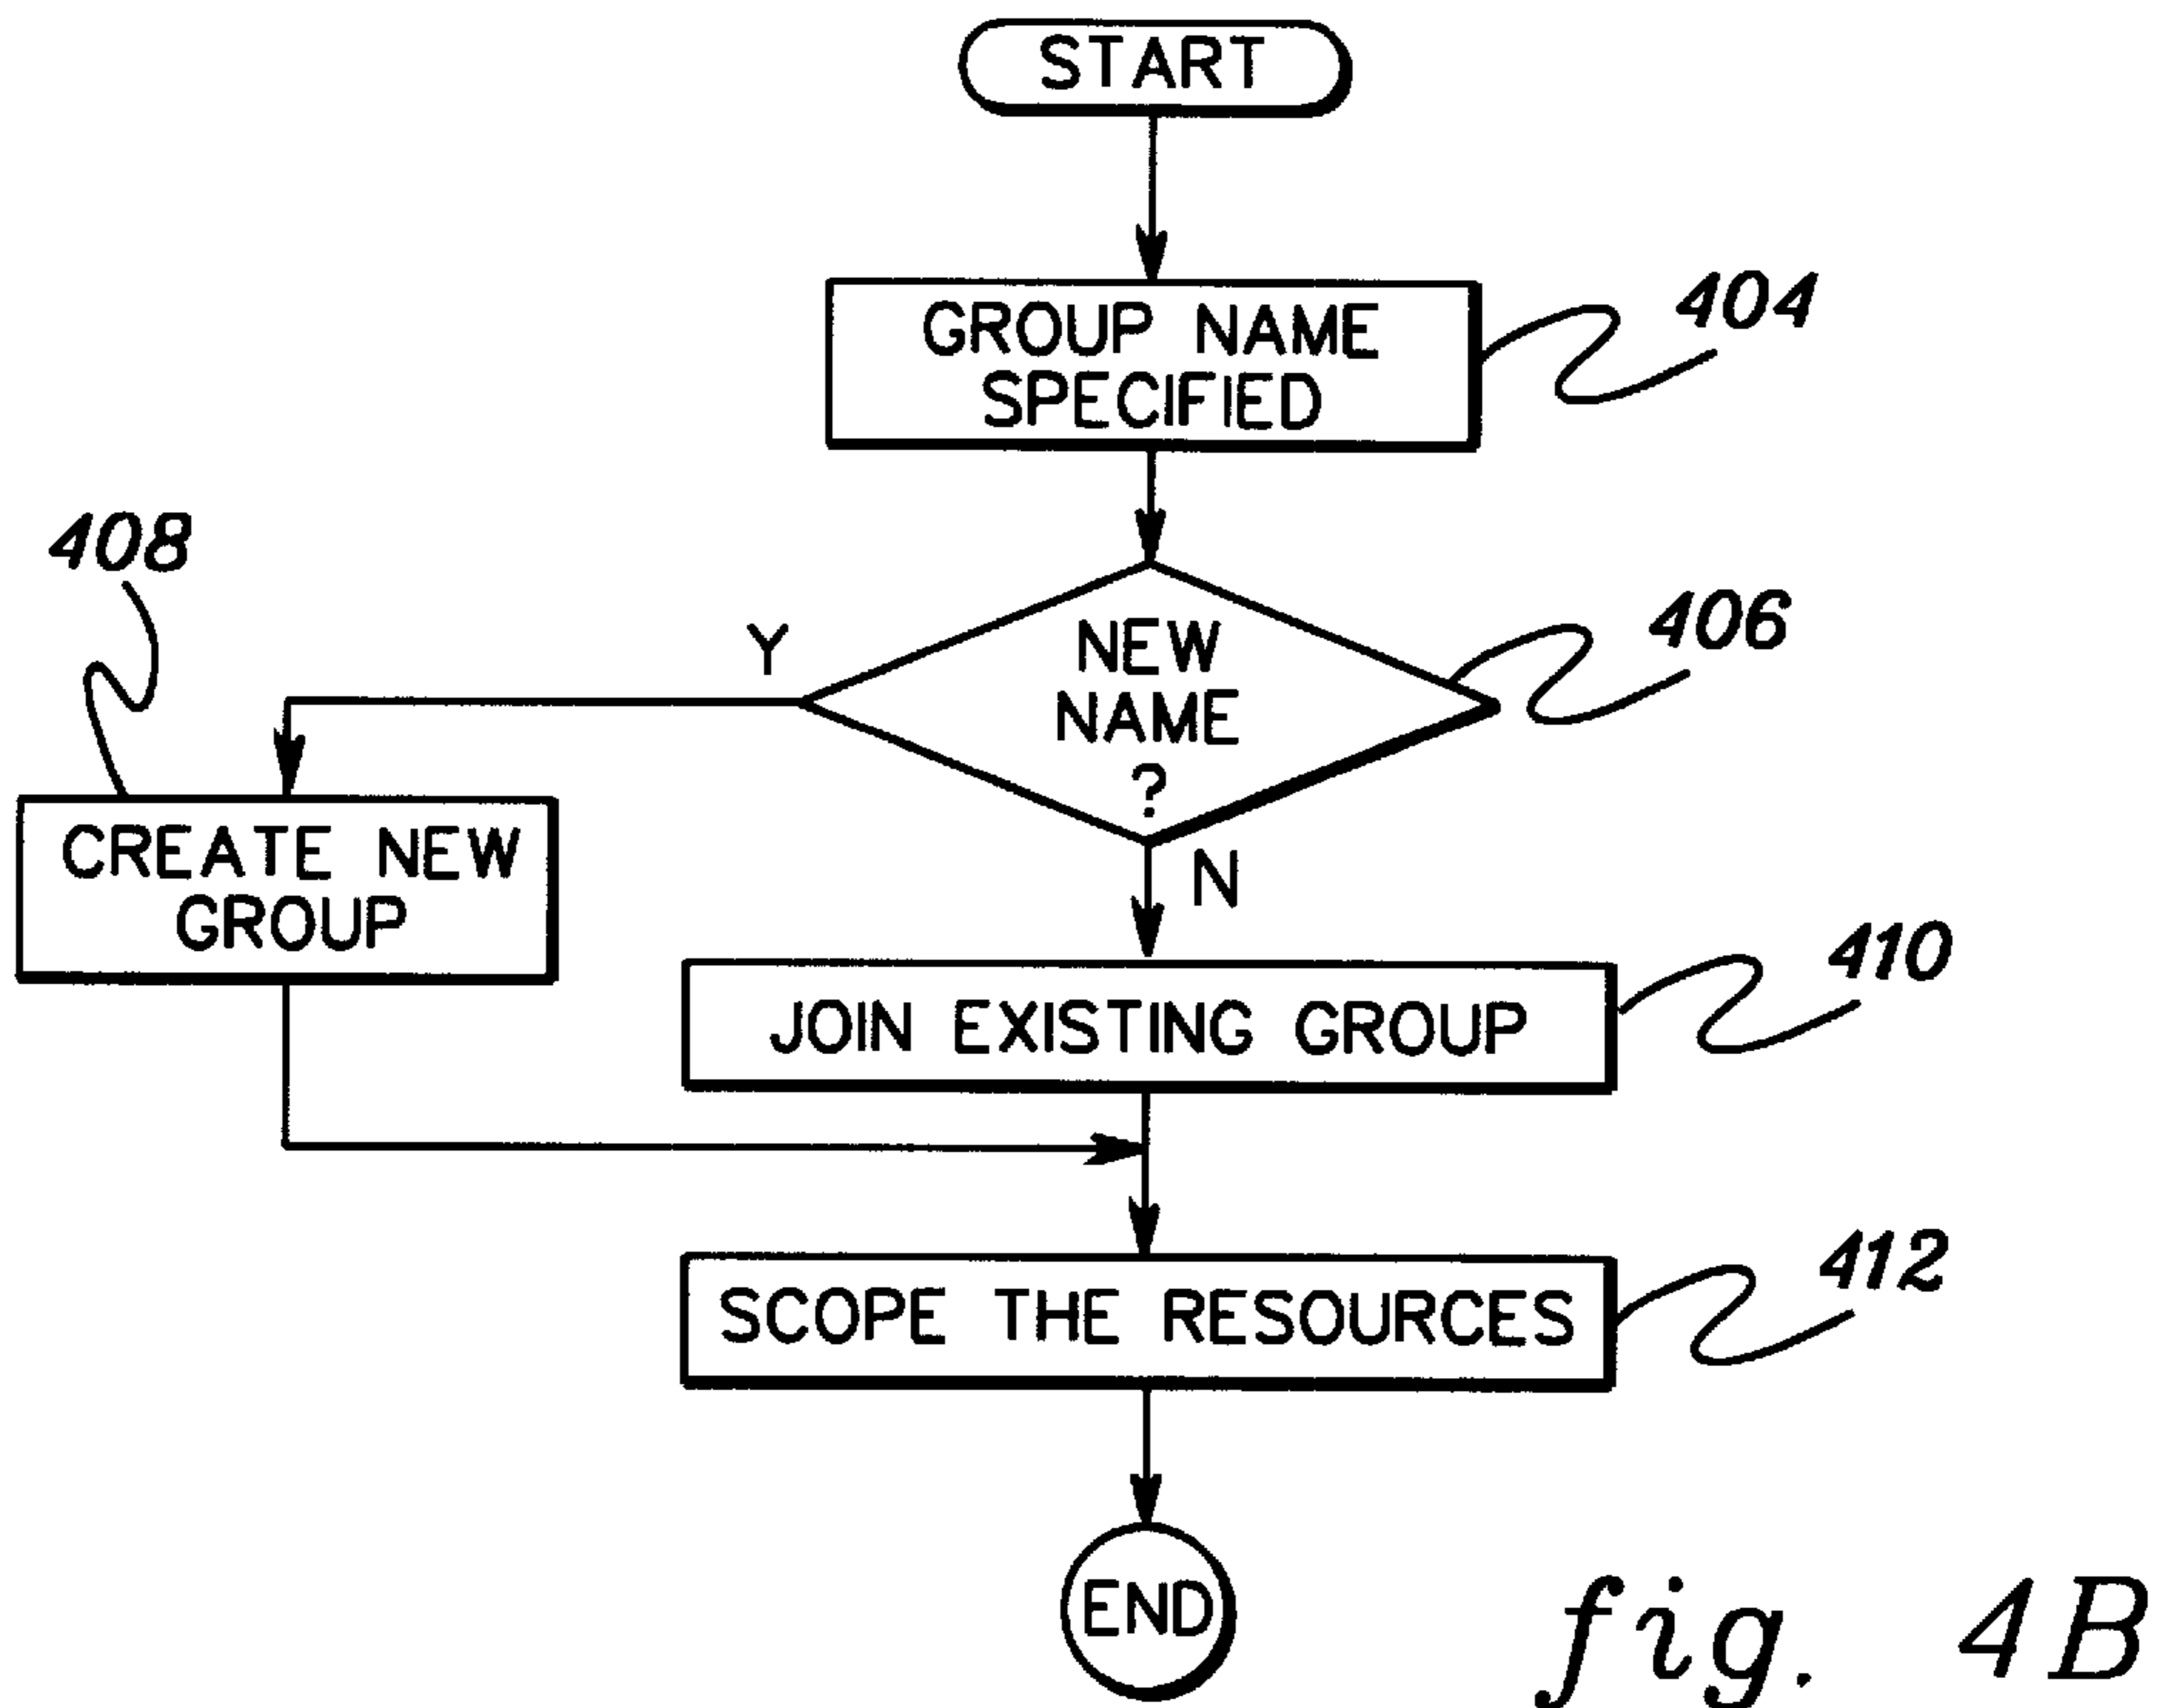 START
GROUP NAME
SPECIFIED
404
408
406
Y
NEW
NAME
?
CREATE NEW
GROUP
N
410
JOIN EXISTING GROUP
412
SCOPE THE RESOURCES
END
fig. 4B